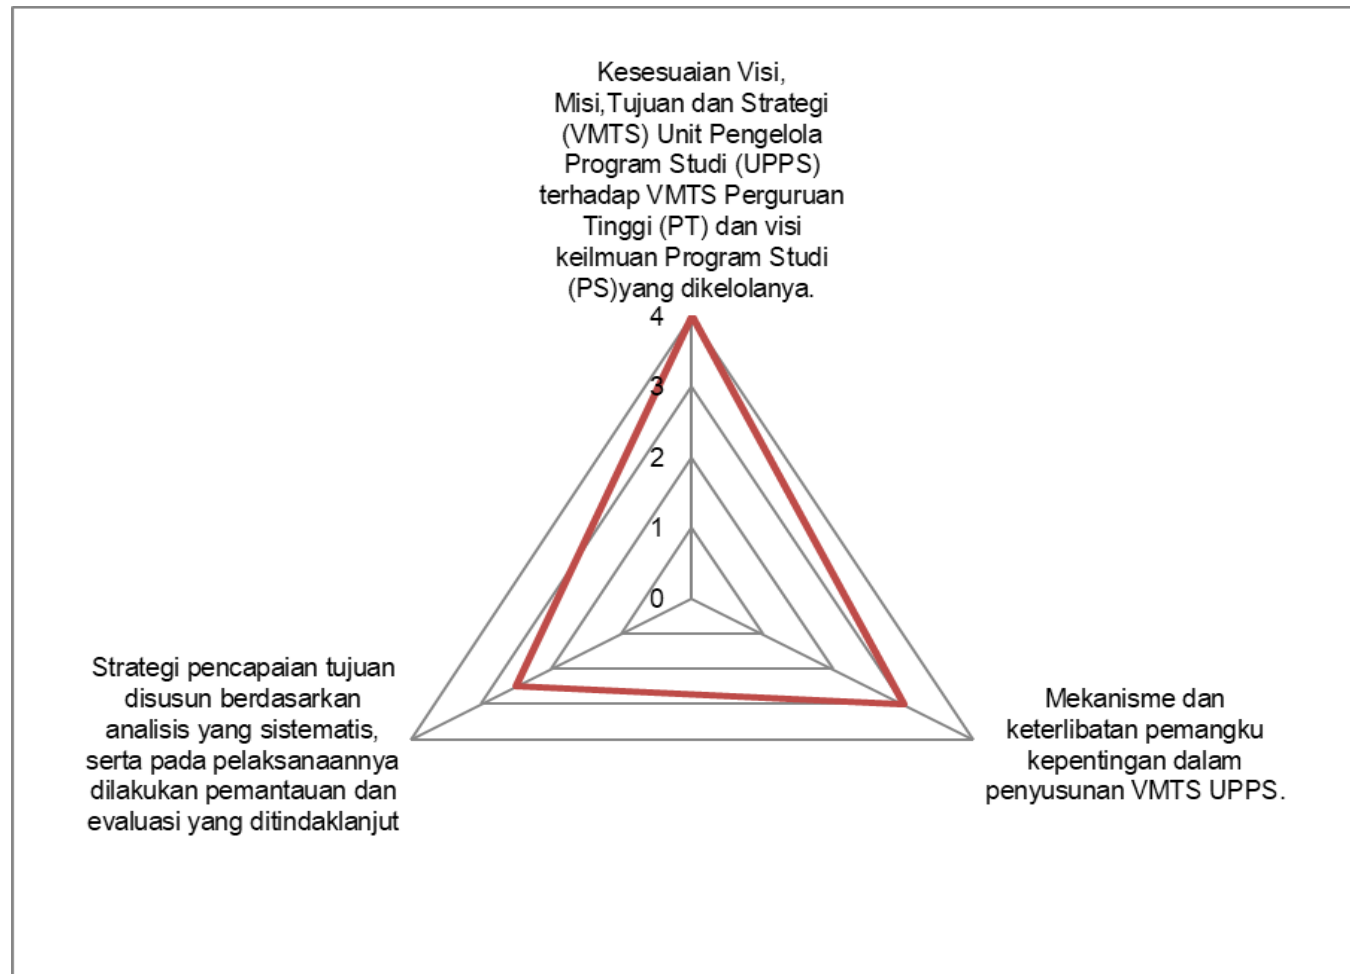 Kesesuaian Visi,
Misi,Tujuan dan Strategi
(VMTS) Unit Pengelola
Program Studi (UPPS)
terhadap VMTS Perguruan
Tinggi (PT) dan visi
keilmuan Program Studi
(PS)yang dikelolanya.
4
3
2
1
0
Strategi pencapaian tujuan
disusun berdasarkan
analisis yang sistematis,
serta pada pelaksanaannya
dilakukan pemantauan dan
evaluasi yang ditindaklanjut
Mekanisme dan
keterlibatan pemangku
kepentingan dalam
penyusunan VMTS UPPS.